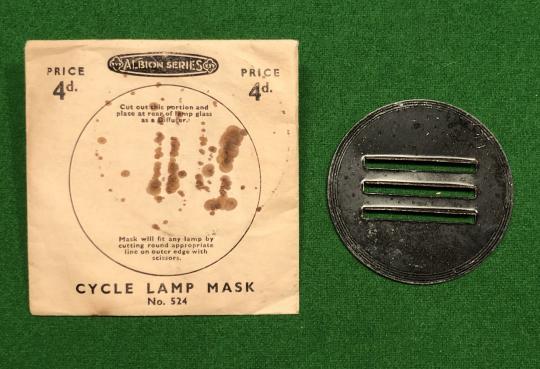 ALBION SERIES
PRICE PRICE
4d. 4d.
Cut out this portion and
place at rear of lamp glass
as a diffuser.
Mask will fit any lamp by
cutting round appropriate
line on outer edge with
scissors.
CYCLE LAMP MASK
No. 524